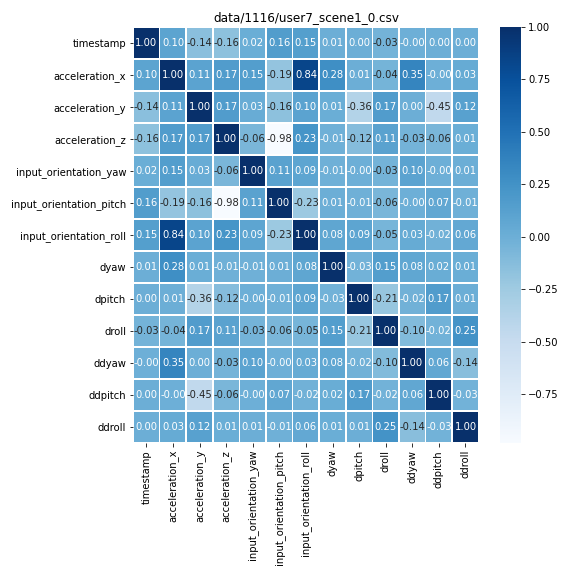 data/1116/user7_scene1_0.csv
timestamp 1.00 0.10 -0.14 -0.16 0.02 0.16 0.15 0.01 0.00 -0.03 -0.00 0.00 0.00
acceleration_x 0.10 1.00 0.11 0.17 0.15 -0.19 0.84 0.28 0.01 -0.04 0.35 -0.00 0.03
acceleration_y -0.14 0.11 1.00 0.17 0.03 -0.16 0.10 0.01 -0.36 0.17 0.00 -0.45 0.12
acceleration_z -0.16 0.17 0.17 1.00 -0.06 -0.98 0.23 -0.01 -0.12 0.11 -0.03 -0.06 0.01
input_orientation_yaw 0.02 0.15 0.03 -0.06 1.00 0.11 0.09 -0.01 -0.00 -0.03 0.10 -0.00 0.01
input_orientation_pitch 0.16 -0.19 -0.16 -0.98 0.11 1.00 -0.23 0.01 -0.01 -0.06 -0.00 0.07 -0.01
input_orientation_roll 0.15 0.84 0.10 0.23 0.09 -0.23 1.00 0.08 0.09 -0.05 0.03 -0.02 0.06
dyaw 0.01 0.28 0.01 -0.01 -0.01 0.01 0.08 1.00 -0.03 0.15 0.08 0.02 0.01
dpitch 0.00 0.01 -0.36 -0.12 -0.00 -0.01 0.09 -0.03 1.00 -0.21 -0.02 0.17 0.01
droll -0.03 -0.04 0.17 0.11 -0.03 -0.06 -0.05 0.15 -0.21 1.00 -0.10 -0.02 0.25
ddyaw -0.00 0.35 0.00 -0.03 0.10 -0.00 0.03 0.08 -0.02 -0.10 1.00 0.06 -0.14
ddpitch 0.00 -0.00 -0.45 -0.06 -0.00 0.07 -0.02 0.02 0.17 -0.02 0.06 1.00 -0.03
ddroll 0.00 0.03 0.12 0.01 0.01 -0.01 0.06 0.01 0.01 0.25 -0.14 -0.03 1.00
timestamp
acceleration_x
acceleration_y
acceleration_z
input_orientation_yaw
input_orientation_pitch
input_orientation_roll
dyaw
dpitch
droll
ddyaw
ddpitch
ddroll
1.00
0.75
0.50
0.25
0.00
−0.25
−0.50
−0.75